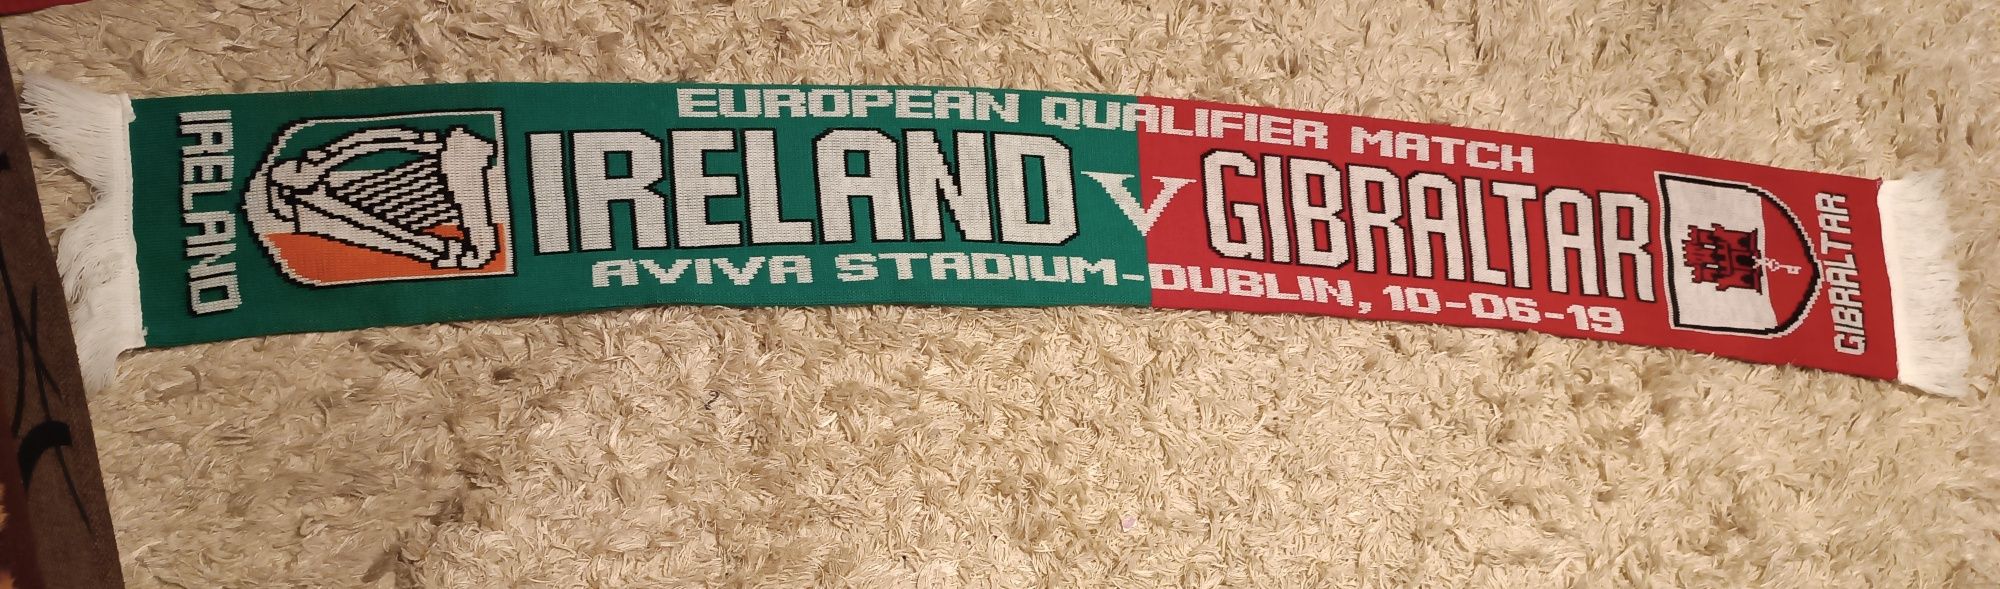 IRELAND
EUROPEAN QUALIFIER MATCH
IRELAND V GIBRALTAR
AVIVA STADIUM-DUBLIN, 10-06-19
GIBRALTAR